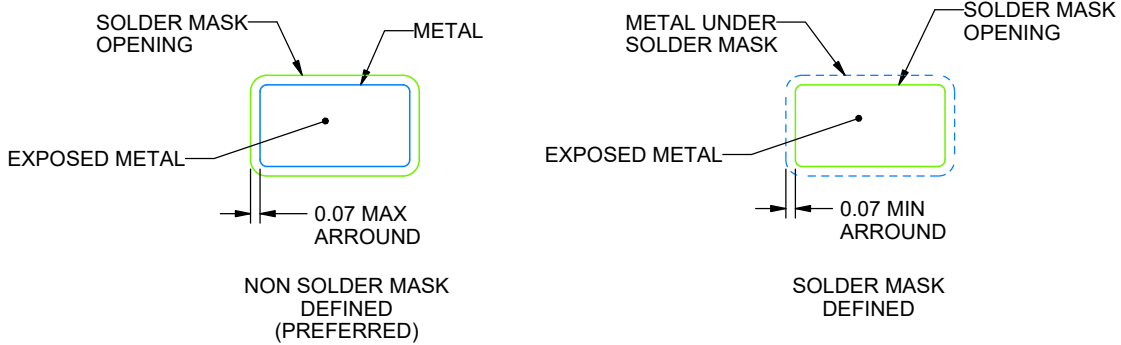 SOLDER MASK
OPENING
METAL
EXPOSED METAL
0.07 MAX
ARROUND
NON SOLDER MASK
DEFINED
(PREFERRED)
METAL UNDER
SOLDER MASK
SOLDER MASK
OPENING
EXPOSED METAL
0.07 MIN
ARROUND
SOLDER MASK
DEFINED